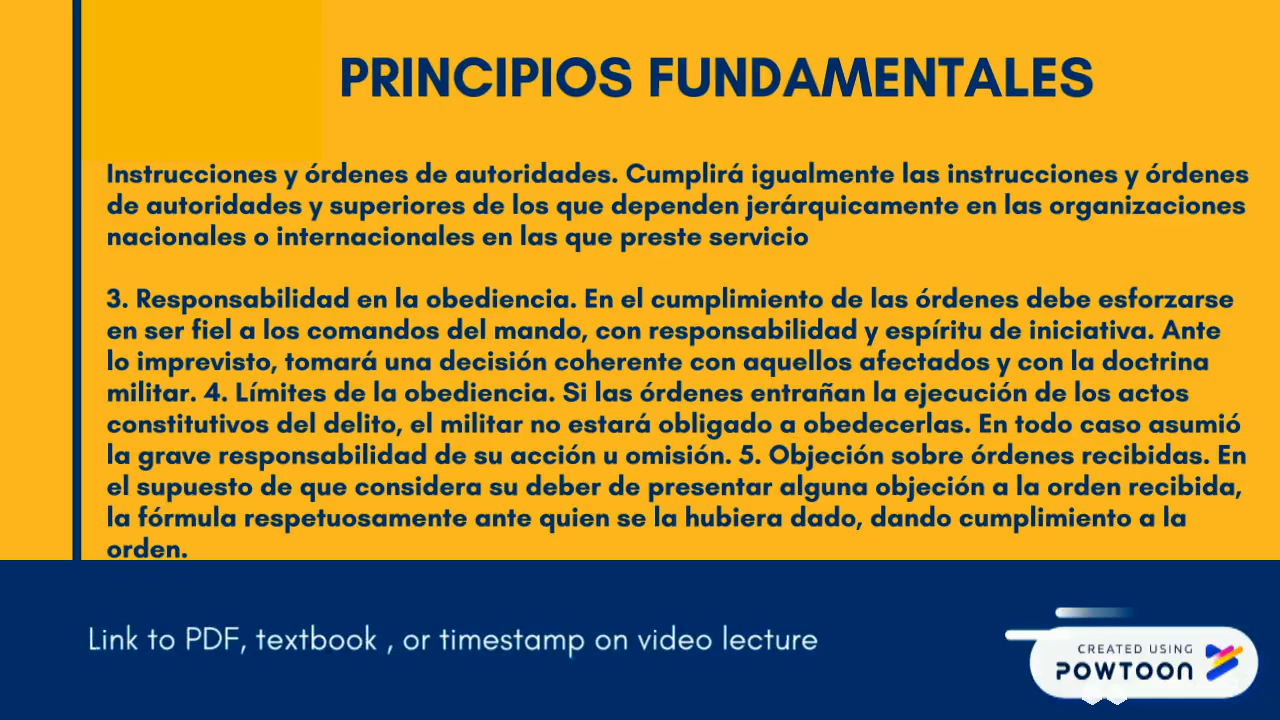 PRINCIPIOS FUNDAMENTALES
Instrucciones y órdenes de autoridades. Cumplirá igualmente las instrucciones y órdenes
de autoridades y superiores de los que dependen jerárquicamente en las organizaciones
nacionales o internacionales en las que preste servicio
3. Responsabilidad en la obediencia. En el cumplimiento de las órdenes debe esforzarse
en ser fiel a los comandos del mando, con responsabilidad y espíritu de iniciativa. Ante
lo imprevisto, tomará una decisión coherente con aquellos afectados y con la doctrina
militar. 4. Límites de la obediencia. Si las órdenes entrañan la ejecución de los actos
constitutivos del delito, el militar no estará obligado a obedecerlas. En todo caso asumió
la grave responsabilidad de su acción u omisión. 5. Objeción sobre órdenes recibidas. En
el supuesto de que considera su deber de presentar alguna objeción a la orden recibida,
la fórmula respetuosamente ante quien se la hubiera dado, dando cumplimiento a la
orden.
Link to PDF, textbook , or timestamp on video lecture
CREATED USING
POWTOON